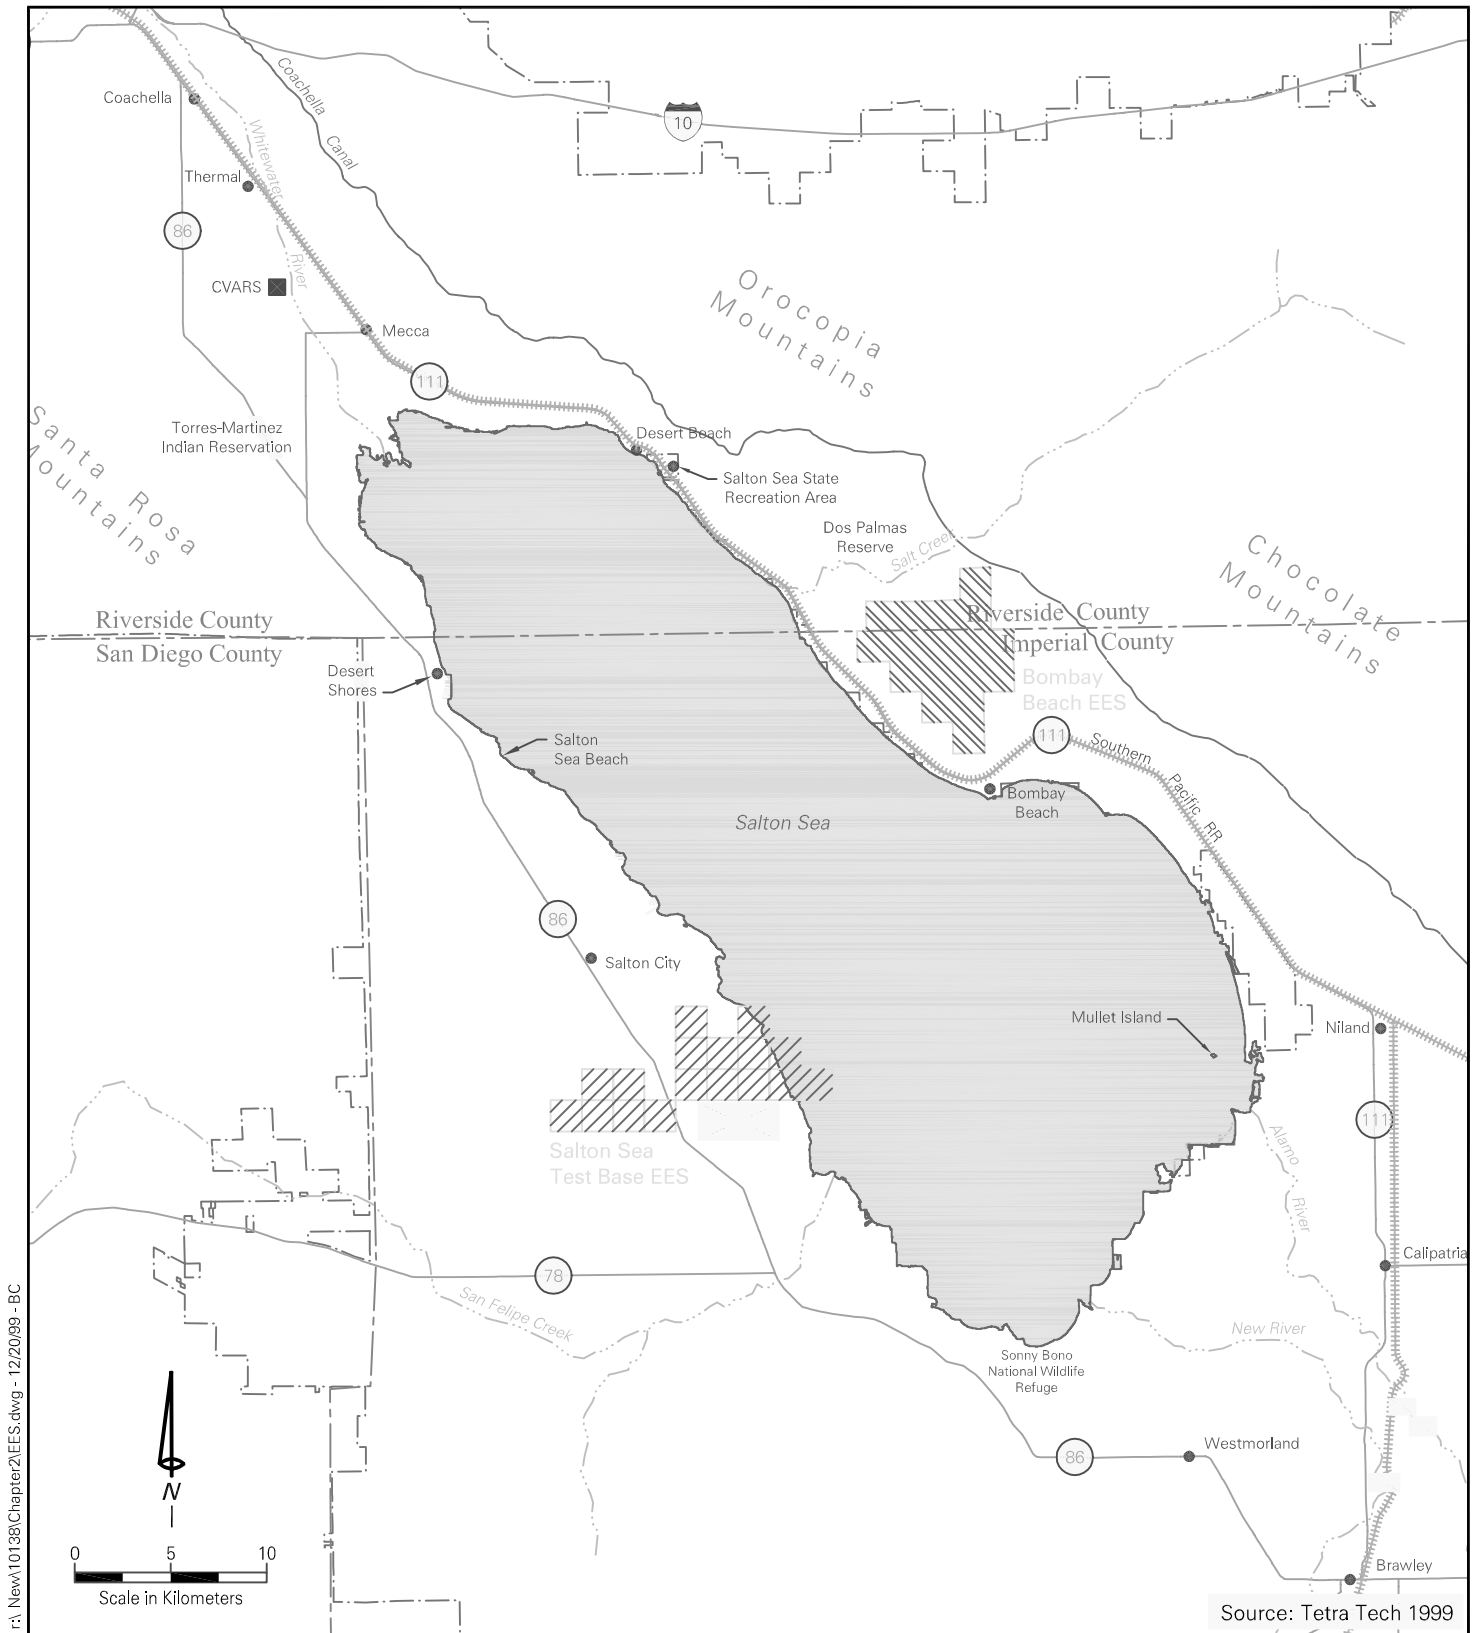 Coachella
Coachella
Canal
10
Whitewater
River
Thermal
86
CVARS
Mecca
111
Orocopia
Mountains
Santa Rosa
Mountains
Torres-Martinez
Indian Reservation
Desert Beach
Salton Sea State
Recreation Area
Dos Palmas
Reserve
Salt Creek
Chocolate
Mountains
Riverside County
San Diego County
Riverside County
Imperial County
Desert
Shores
Bombay
Beach EES
Salton
Sea Beach
111
Southern
Pacific RR
Bombay
Beach
Salton Sea
86
Salton City
Mullet Island
Niland
111
Salton Sea
Test Base EES
Alamo
River
Calipatria
78
San Felipe Creek
New River
Sonny Bono
National Wildlife
Refuge
86
Westmorland
Brawley
N
0 5 10
Scale in Kilometers
Source: Tetra Tech 1999
r:\ New\10138\Chapter2\EES.dwg - 12/20/99 - BC